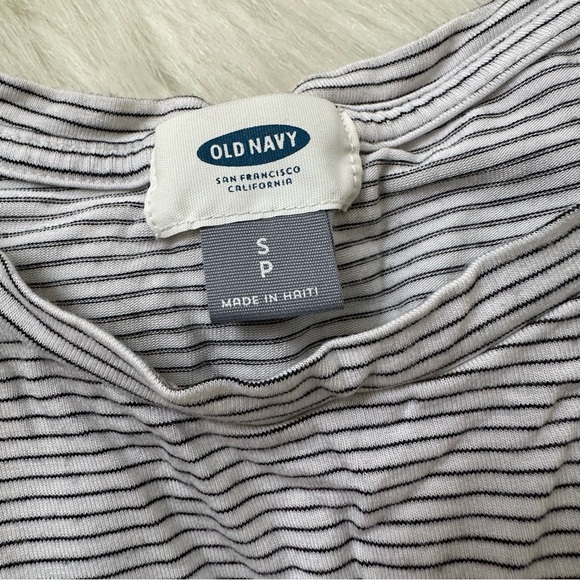 OLD NAVY
SAN FRANCISCO
CALIFORNIA
S
P
MADE IN HAITI